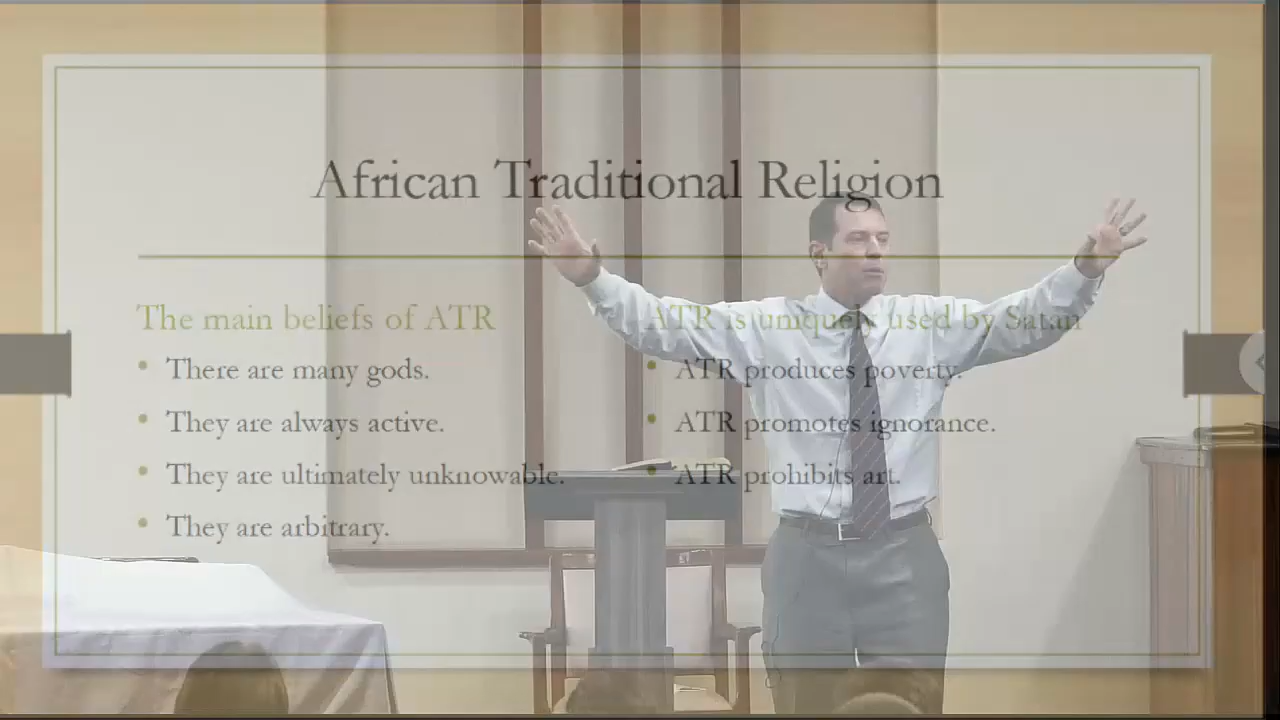 African Traditional Religion
The main beliefs of ATR
• There are many gods.
• They are always active.
• They are ultimately unknowable.
• They are arbitrary.
ATR is uniquely used by Satan
• ATR produces poverty.
• ATR promotes ignorance.
• ATR prohibits art.